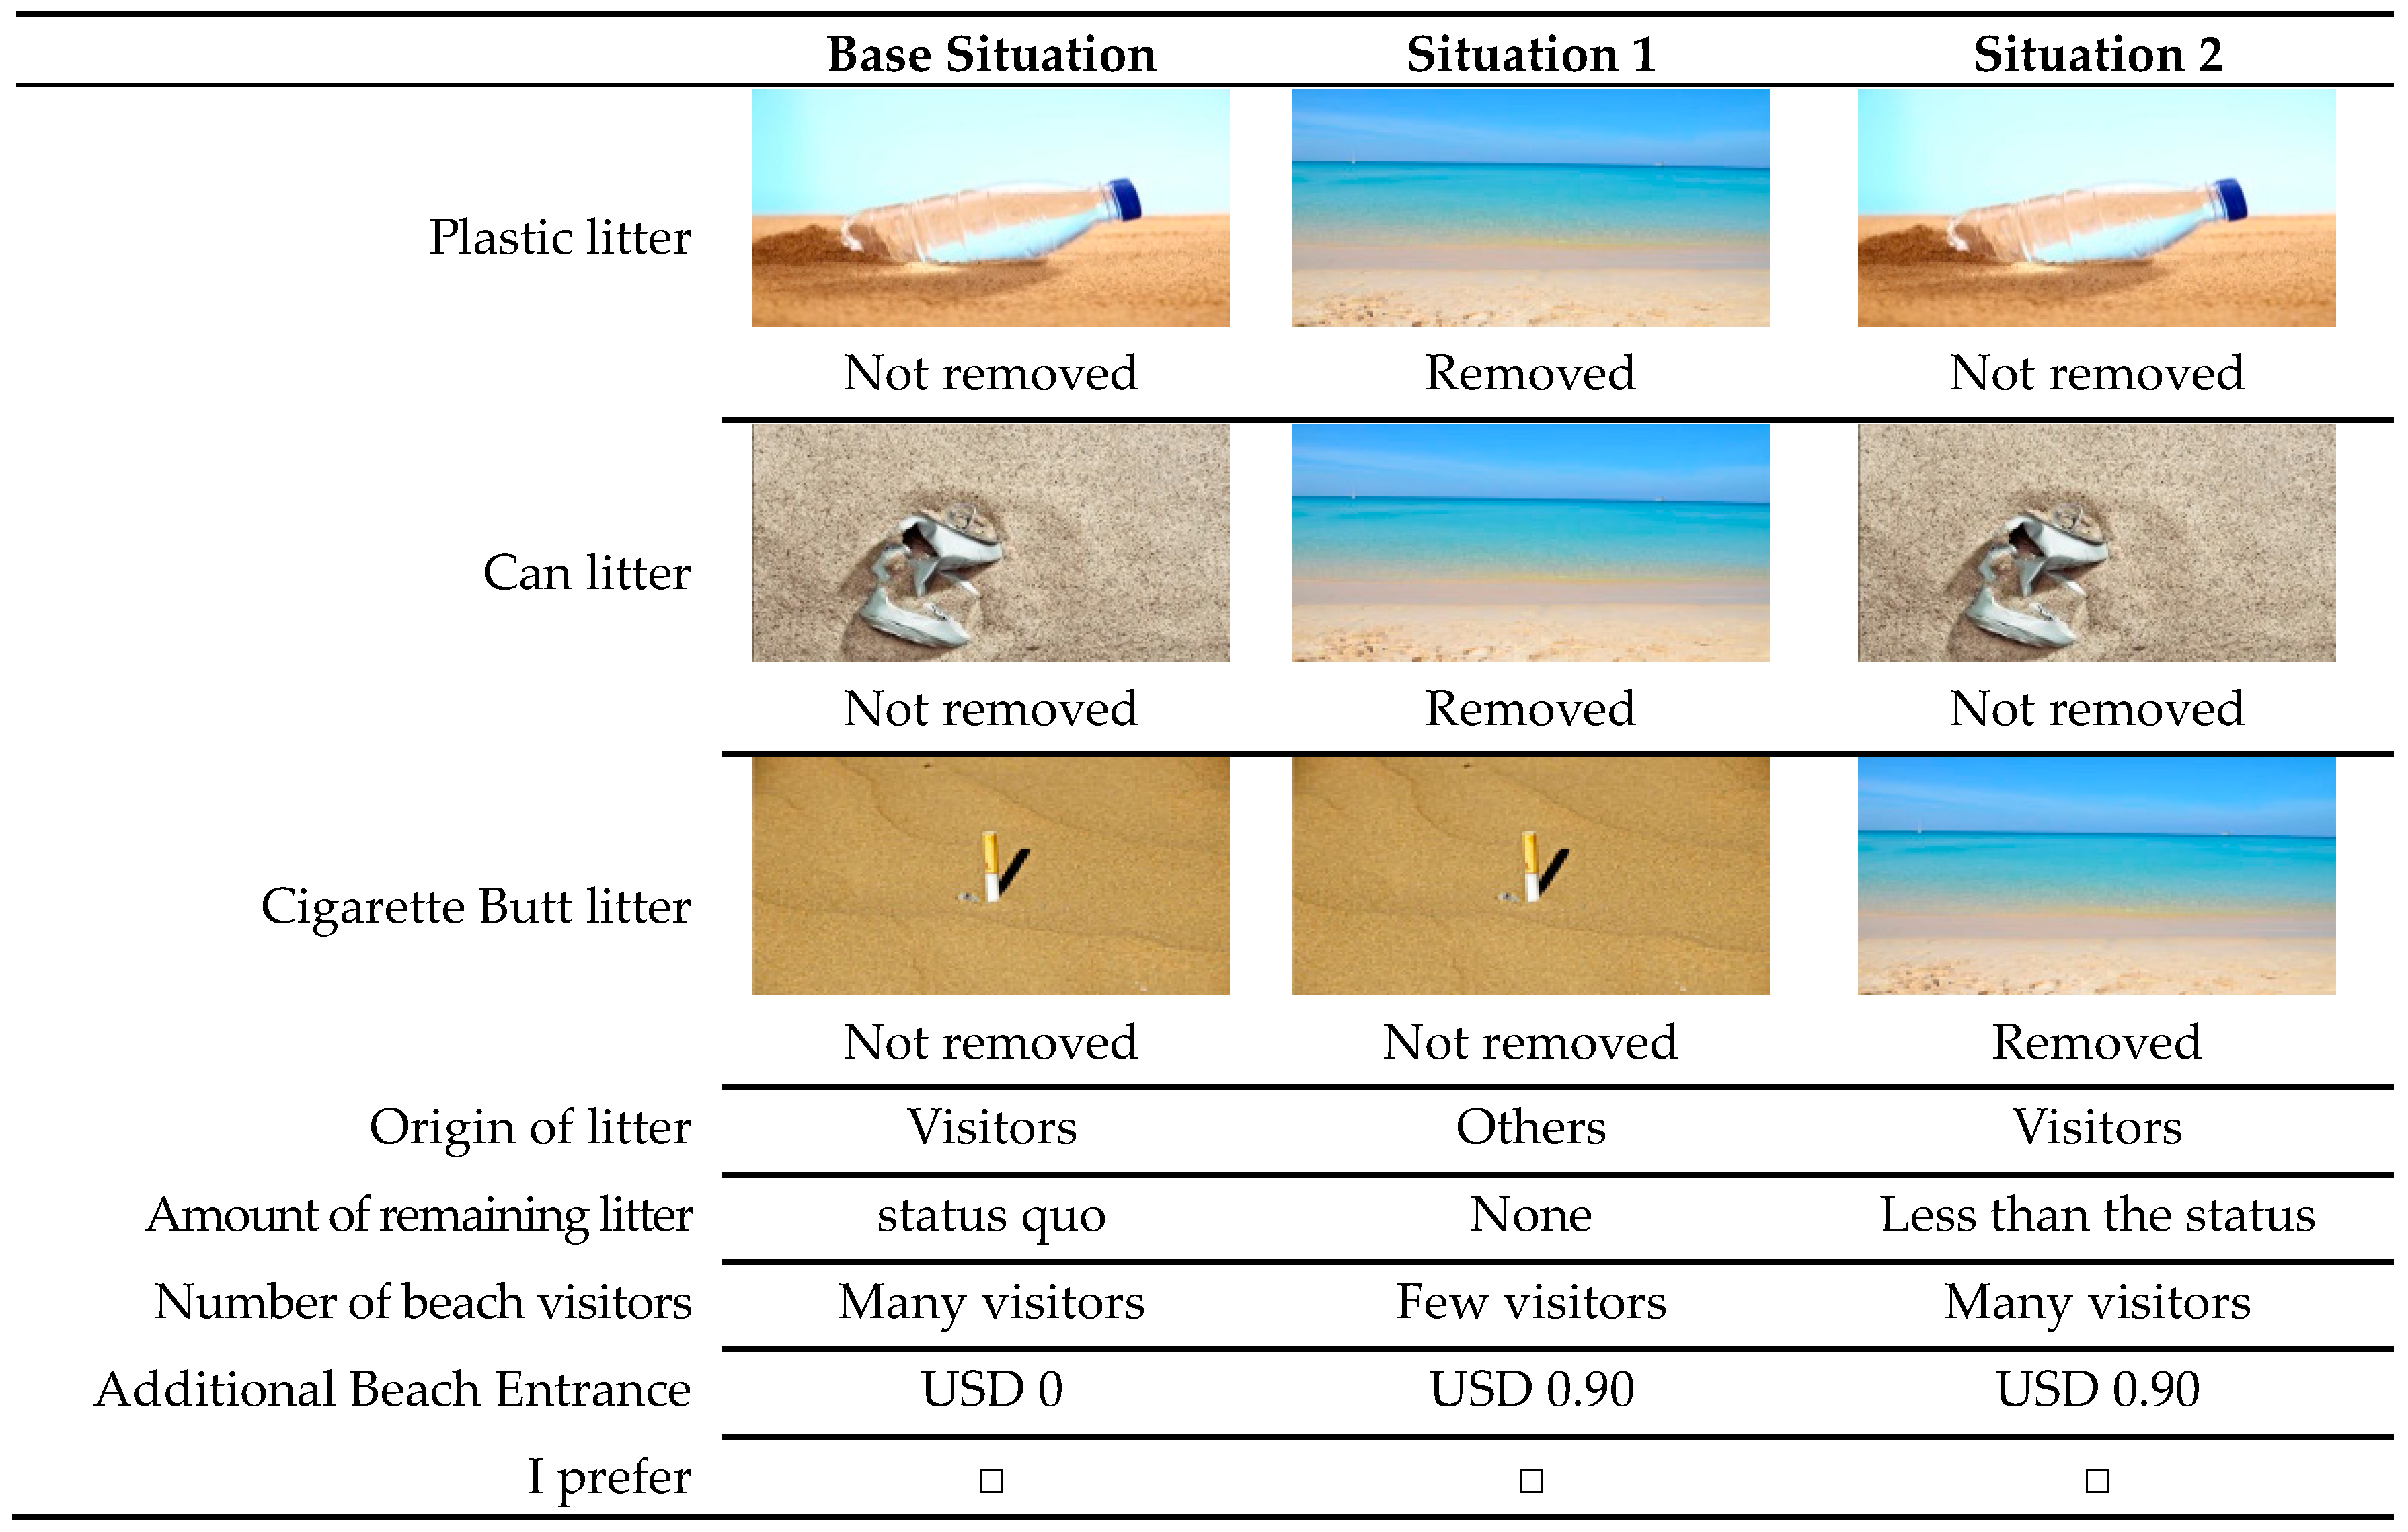 Base Situation Situation 1 Situation 2
Plastic litter
Not removed Removed Not removed
Can litter
Not removed Removed Not removed
Cigarette Butt litter
Not removed Not removed Removed
Origin of litter Visitors Others Visitors
Amount of remaining litter status quo None Less than the status
Number of beach visitors Many visitors Few visitors Many visitors
Additional Beach Entrance USD 0 USD 0.90 USD 0.90
I prefer □ □ □